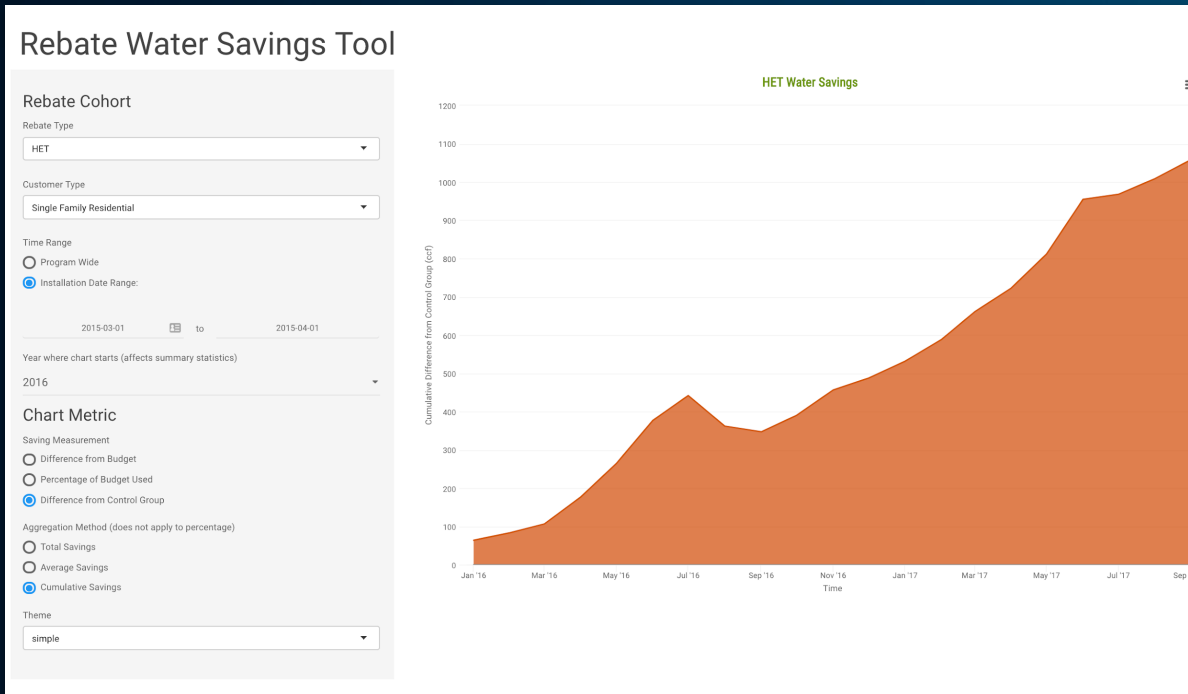 Rebate Water Savings Tool
Rebate Cohort
Rebate Type
HET
Customer Type
Single Family Residential
Time Range
Program Wide
Installation Date Range:
2015-03-01 to 2015-04-01
Year where chart starts (affects summary statistics)
2016
Chart Metric
Saving Measurement
Difference from Budget
Percentage of Budget Used
Difference from Control Group
Aggregation Method (does not apply to percentage)
Total Savings
Average Savings
Cumulative Savings
Theme
simple
HET Water Savings
Cumulative Difference from Control Group (ccf)
1200
1100
1000
900
800
700
600
500
400
300
200
100
0
Jan '16 Mar '16 May '16 Jul '16 Sep '16 Nov '16 Jan '17 Mar '17 May '17 Jul '17 Sep
Time